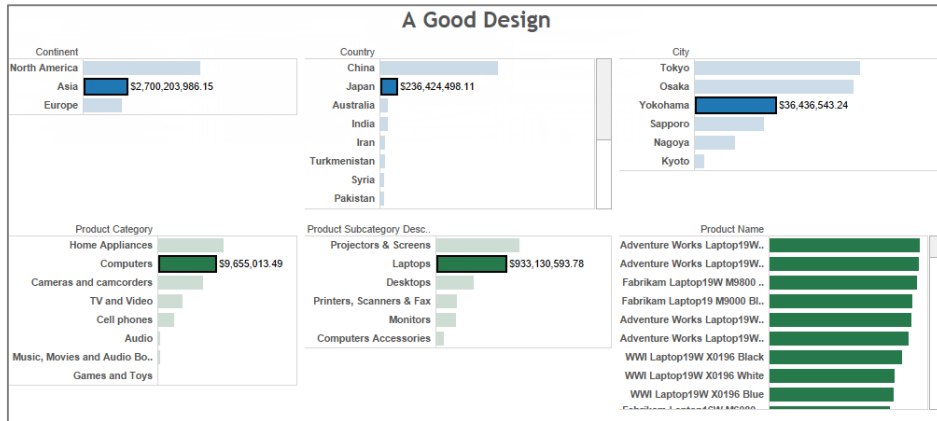 A Good Design
Continent
North America
Asia $2,700,203,986.15
Europe
Country
China
Japan $236,424,498.11
Australia
India
Iran
Turkmenistan
Syria
Pakistan
City
Tokyo
Osaka
Yokohama $36,436,543.24
Sapporo
Nagoya
Kyoto
Product Category
Home Appliances
Computers $9,655,013.49
Cameras and camcorders
TV and Video
Cell phones
Audio
Music, Movies and Audio Bo..
Games and Toys
Product Subcategory Desc..
Projectors & Screens
Laptops $933,130,593.78
Desktops
Printers, Scanners & Fax
Monitors
Computers Accessories
Product Name
Adventure Works Laptop19W..
Adventure Works Laptop19W..
Fabrikam Laptop19W M9800 ..
Fabrikam Laptop19 M9000 Bl..
Adventure Works Laptop19W..
Adventure Works Laptop19W..
WWI Laptop19W X0196 Black
WWI Laptop19W X0196 White
WWI Laptop19W X0196 Blue